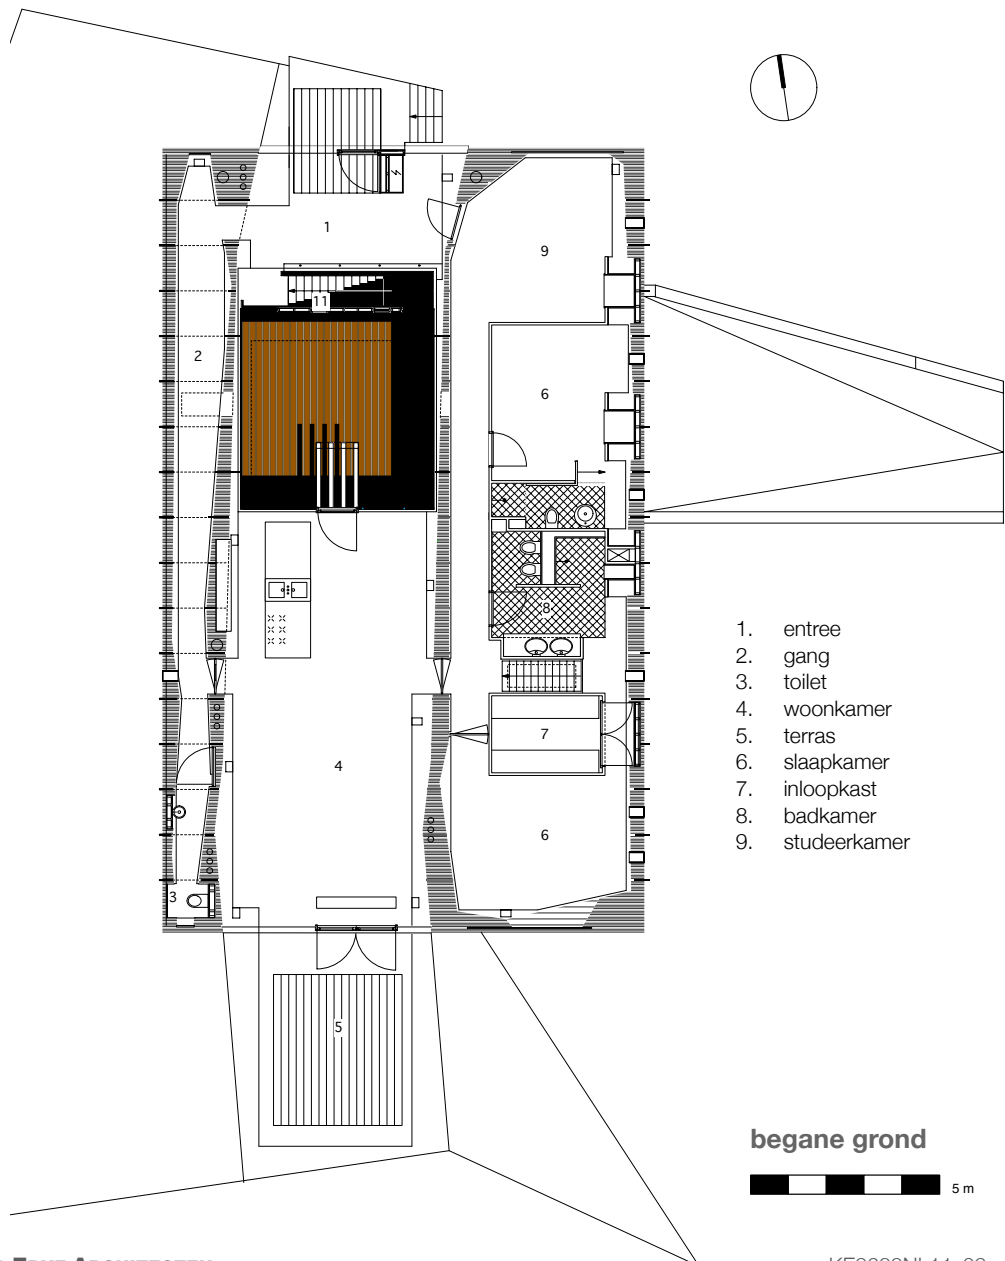 1
9
11
2
6
8
7
4
6
3
5
1. entree
2. gang
3. toilet
4. woonkamer
5. terras
6. slaapkamer
7. inloopkast
8. badkamer
9. studeerkamer
begane grond
5 m